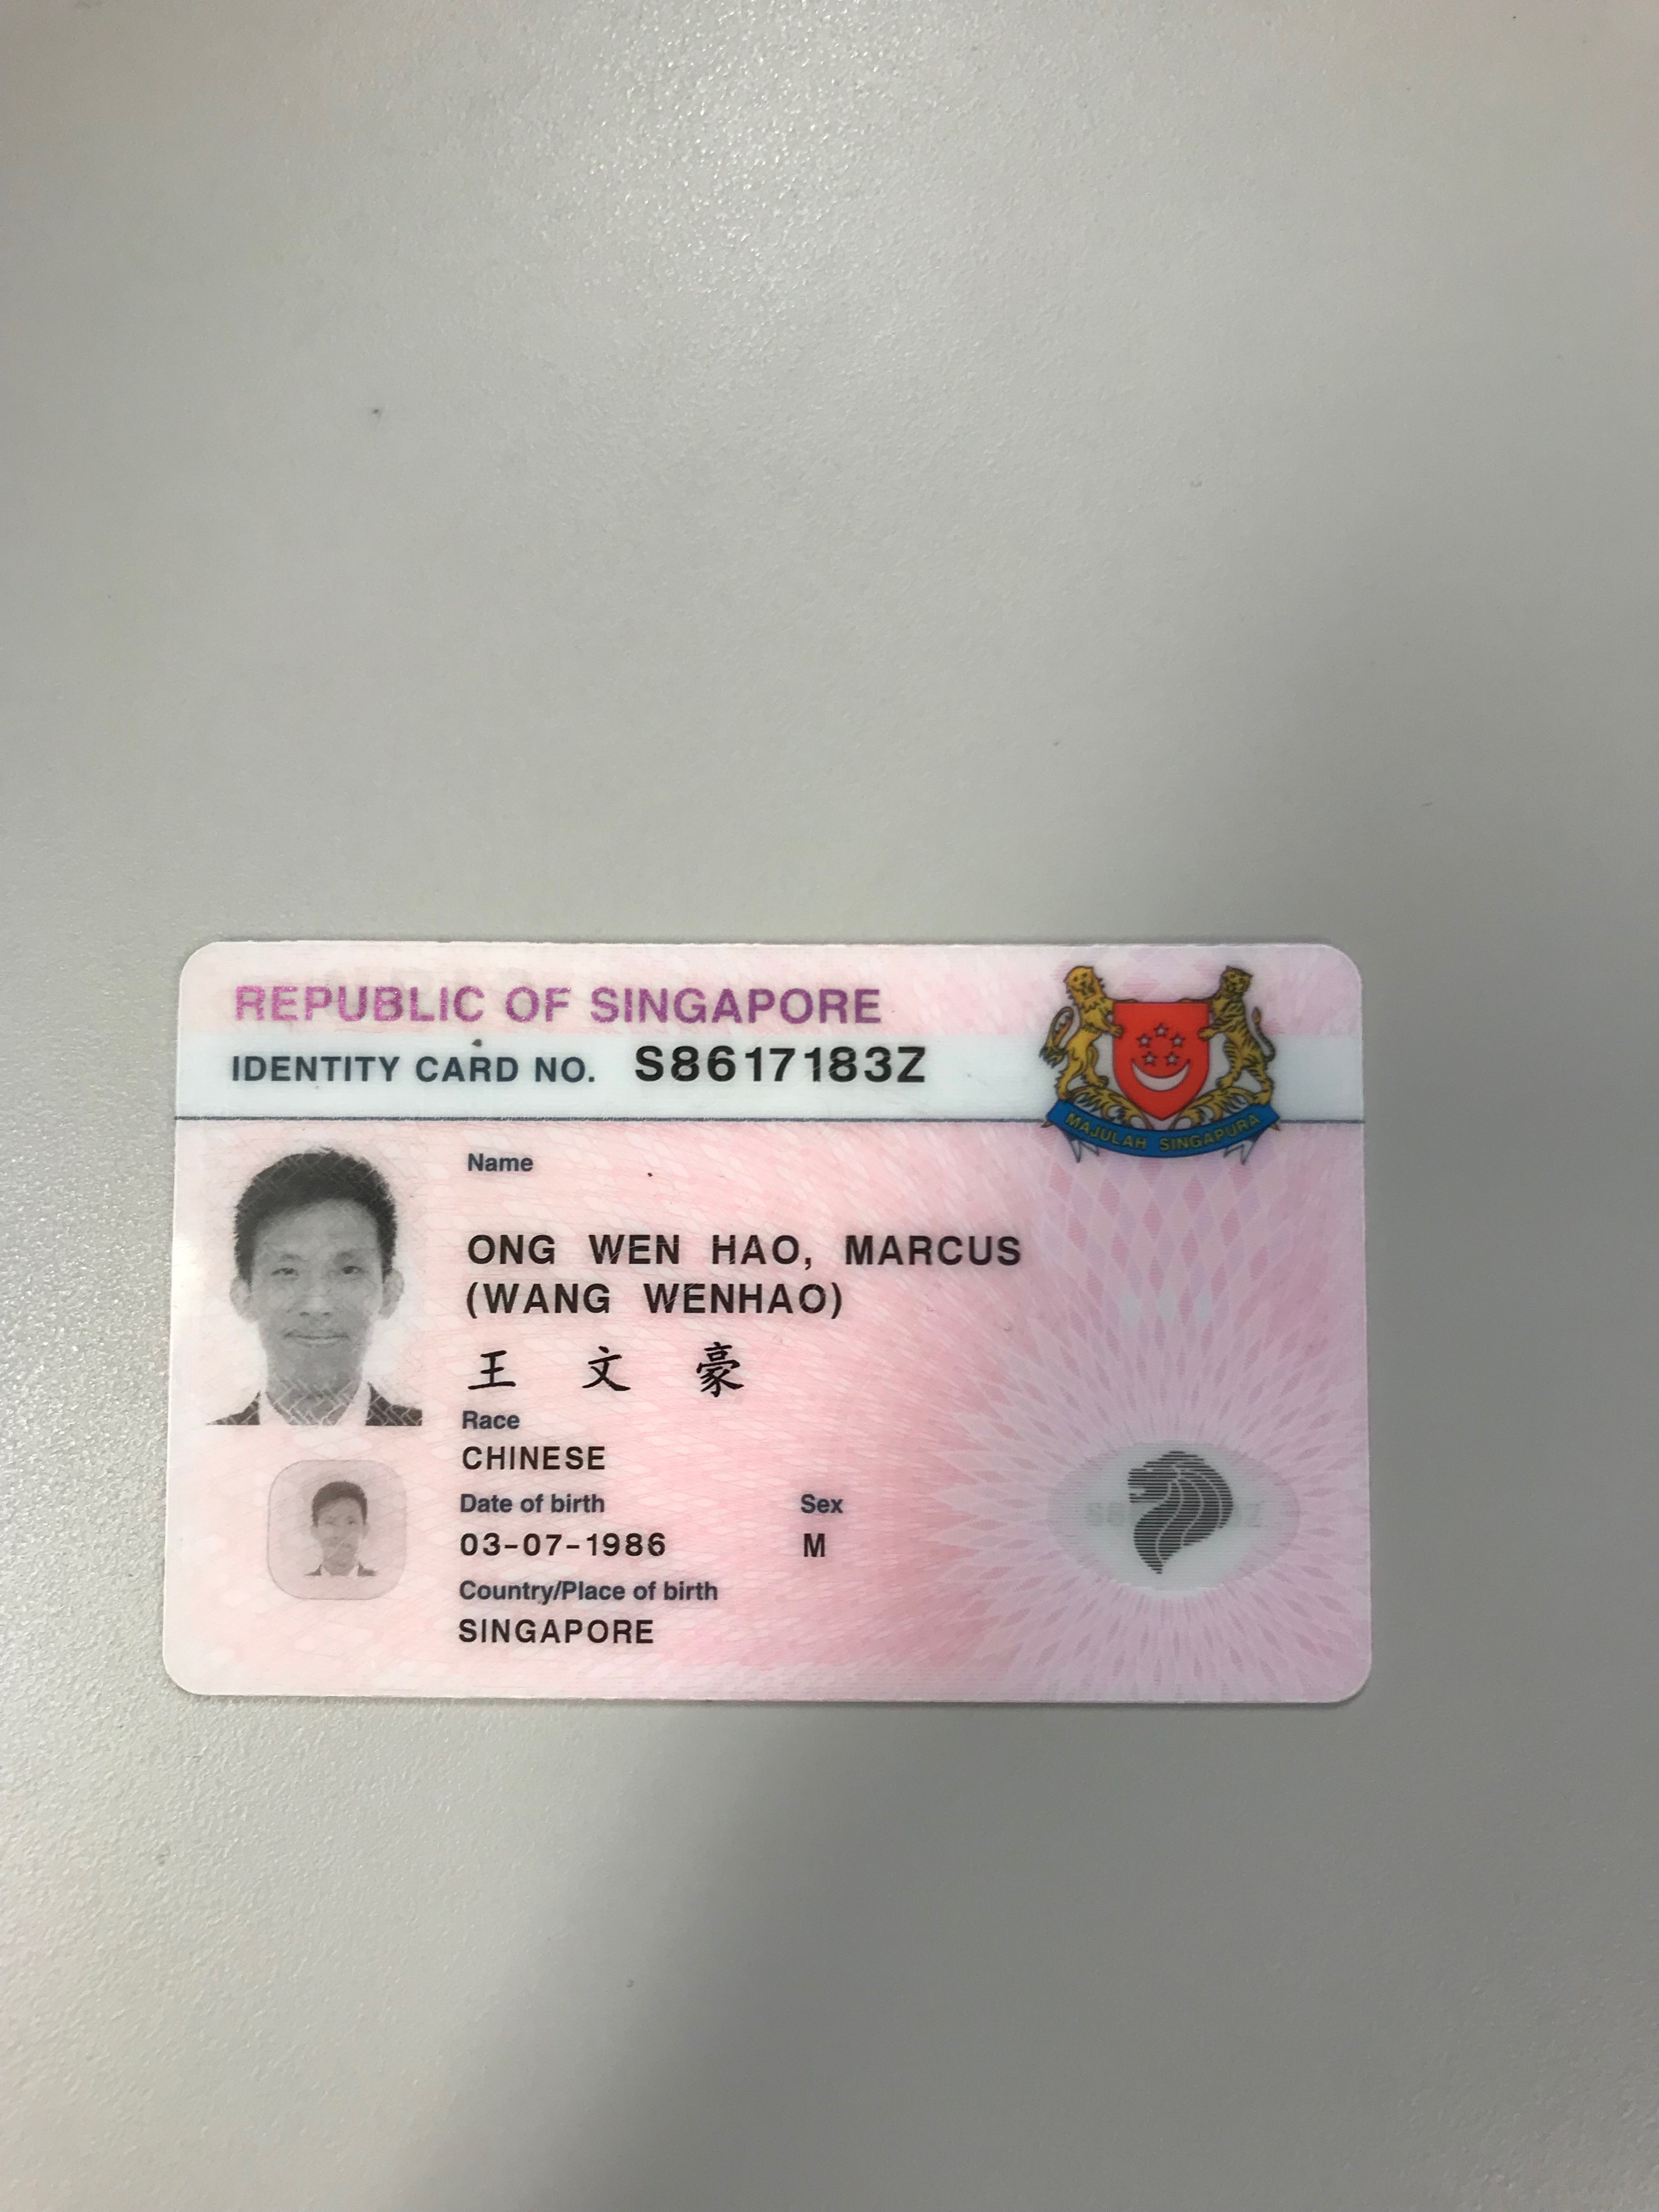 REPUBLIC OF SINGAPORE
IDENTITY CARD NO. S8617183Z
MAJULAH SINGAPURA
Name
ONG WEN HAO, MARCUS
(WANG WENHAO)
王 文 豪
Race
CHINESE
Date of birth Sex
03-07-1986 M
Country/Place of birth
SINGAPORE